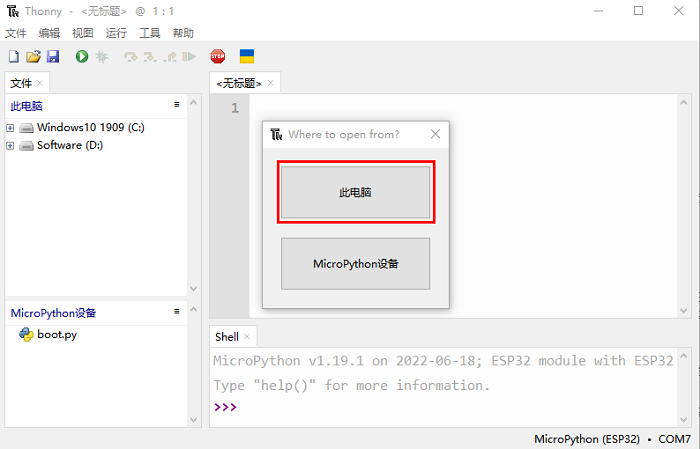 Thonny - <无标题> @ 1 : 1
文件 编辑 视图 运行 工具 帮助
STOP
文件
此电脑
Windows10 1909 (C:)
Software (D:)
MicroPython设备
boot.py
<无标题>
1
Where to open from?
此电脑
MicroPython设备
Shell
MicroPython v1.19.1 on 2022-06-18; ESP32 module with ESP32
Type "help()" for more information.
>>>
MicroPython (ESP32) • COM7